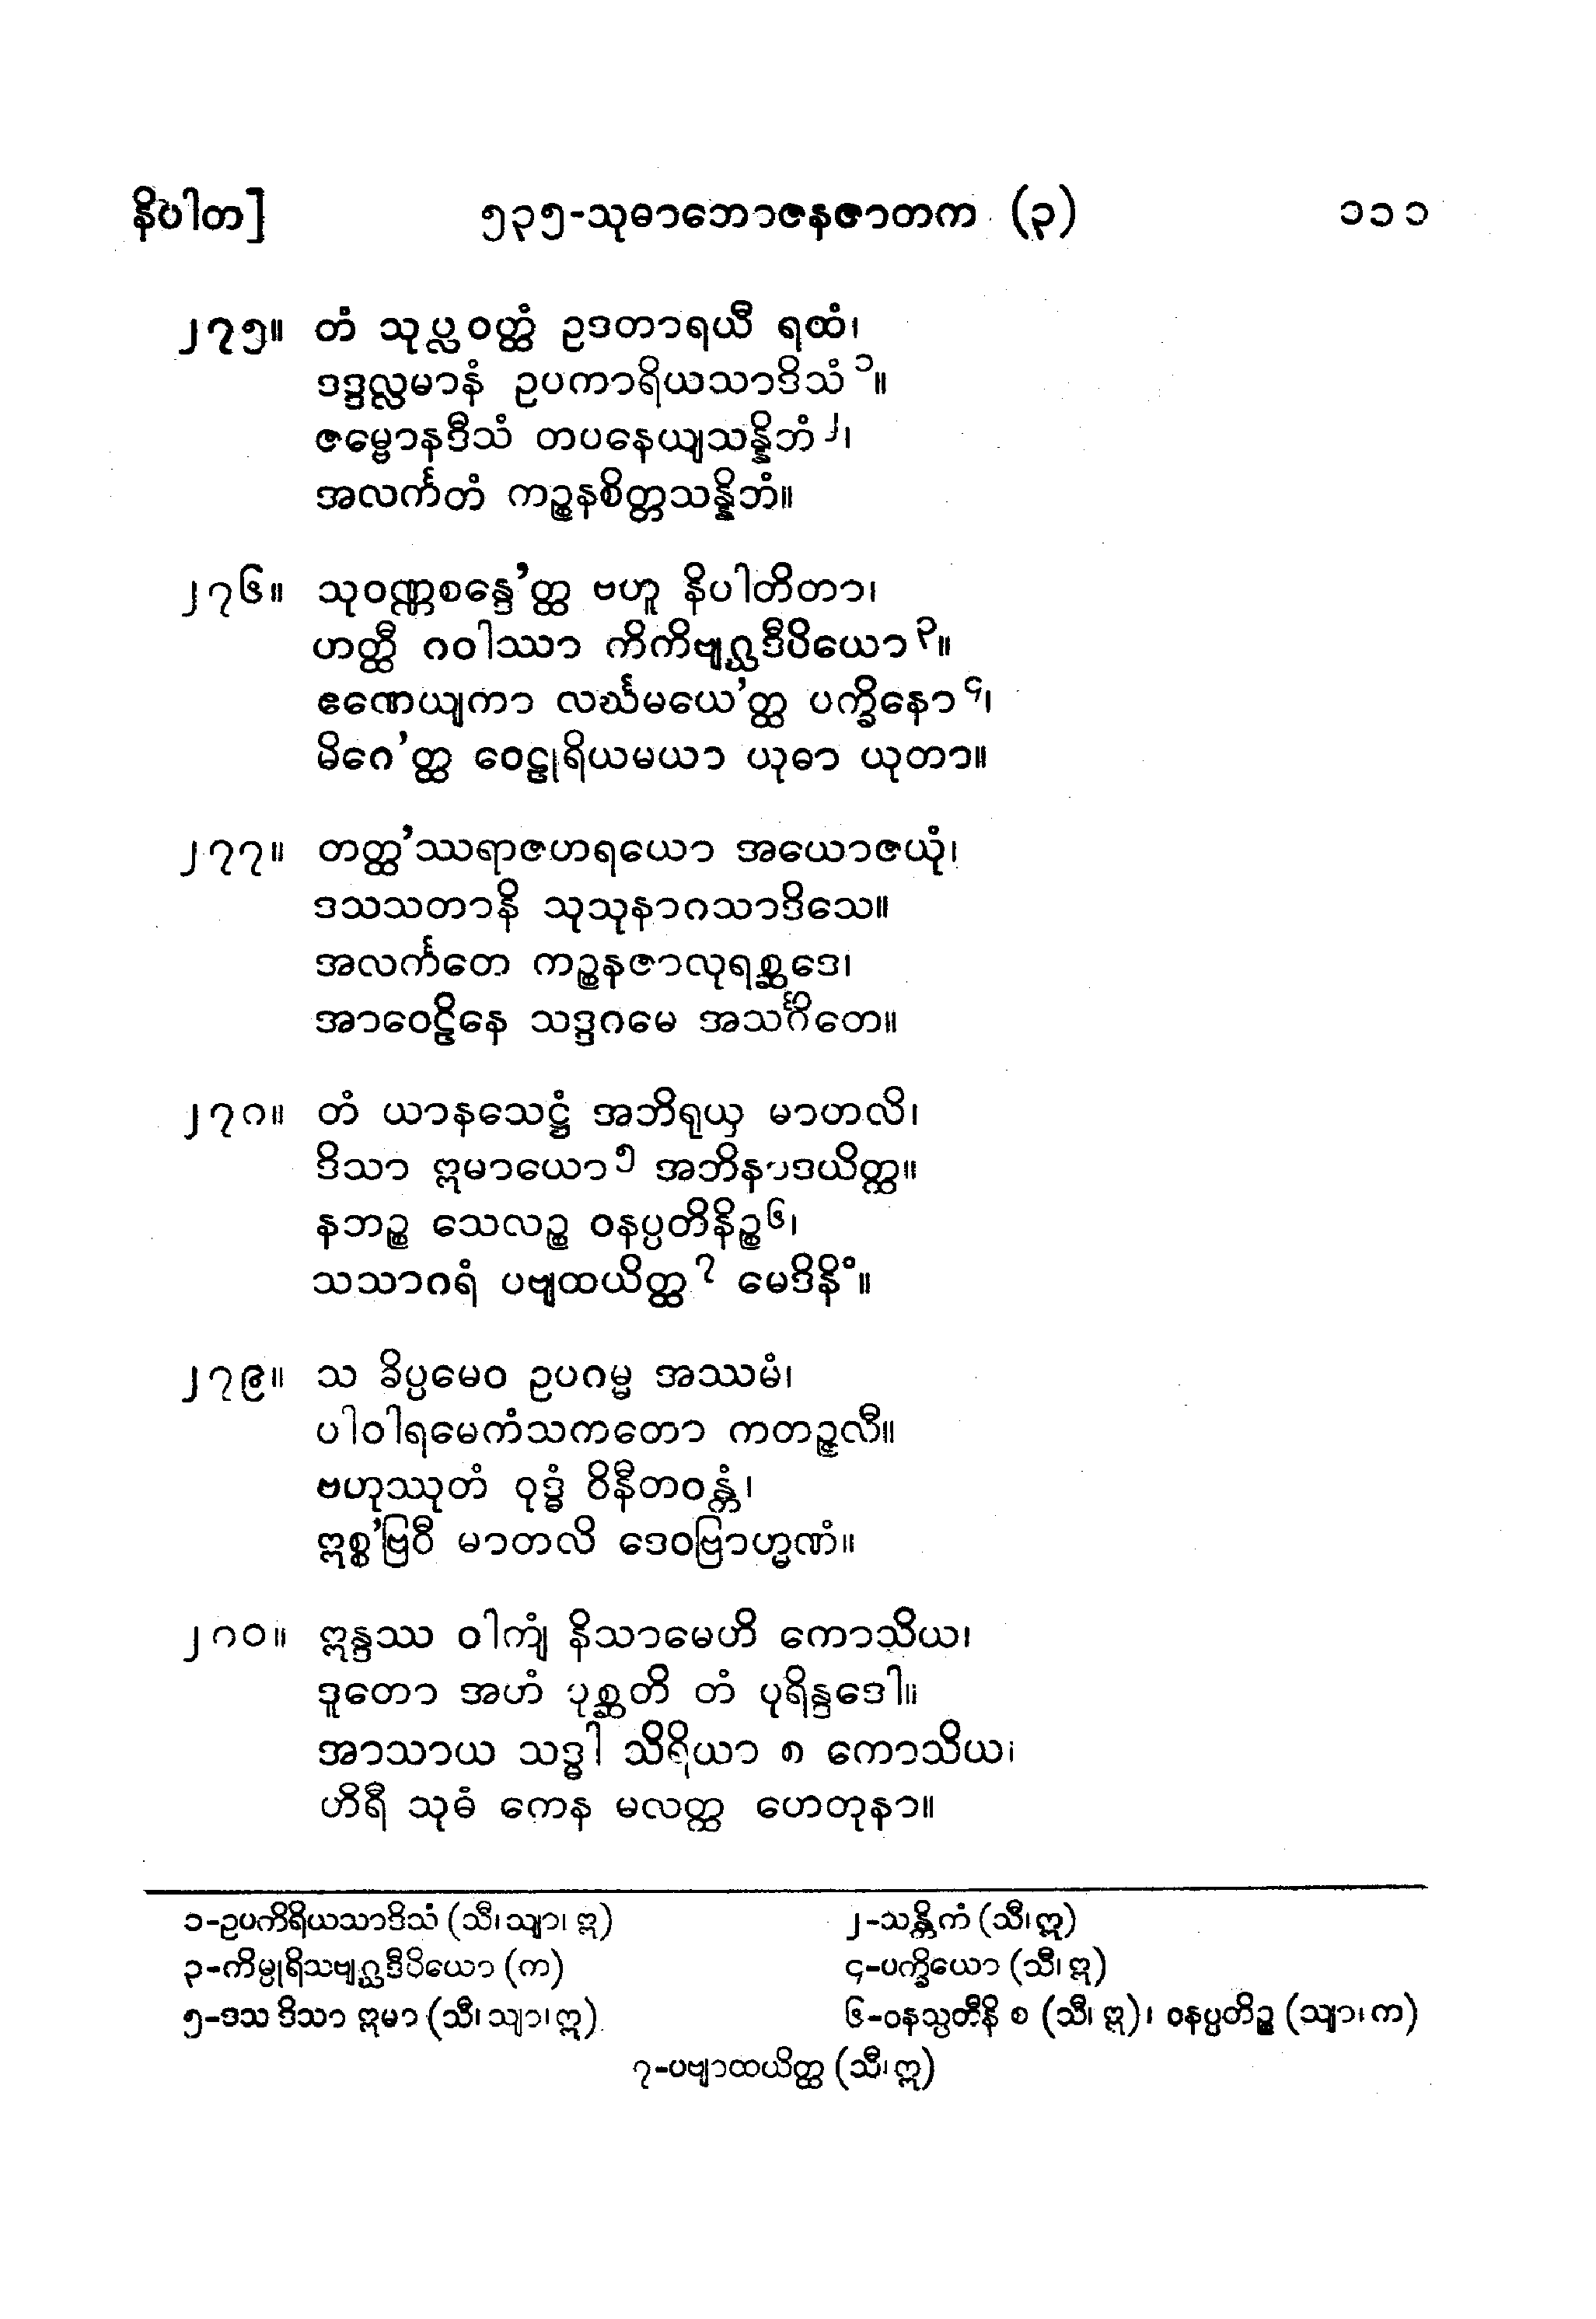 နိပါတ] ၅၃၅-သုဓာဘောဇနဇာတက (၃) ၁၁၁
၂၇၅။ တံ သုပ္လဝတ္ထံ ဥဒတာရယီ ရထံ၊
ဒဒ္ဒလ္လမာနံ ဥပကာရိယသာဒိသံ ၁။
ဇမ္ဗောနဒီသံ တပနေယျသန္နိဘံ ၂၊
အလင်္ကတံ ကဉ္စနစိတ္တသန္နိဘံ။
၂၇၆။ သုဝဏ္ဏစန္ဒေ’တ္ထ ဗဟူ နိပါတိတာ၊
ဟတ္ထီ ဂဝါဿာ ကိကိဗျဂ္ဃဒီပိယော ၃။
ဧဏေယျကာ လင်္ဃမယေ’တ္ထ ပက္ခိနော ၄၊
မိဂေ’တ္ထ ဝေဠုရိယမယာ ယုဓာ ယုတာ။
၂၇၇။ တတ္ထ’ဿရာဇဟရယော အယောဇယုံ၊
ဒသသတာနိ သုသုနာဂသာဒိသေ။
အလင်္ကတေ ကဉ္စနဇာလုရစ္ဆဒေ၊
အာဝေဠိနေ သဒ္ဒဂမေ အသင်္ဂိတေ။
၂၇၈။ တံ ယာနသေဋ္ဌံ အဘိရုယှ မာတလိ၊
ဒိသာ ဣမာယော ၅ အဘိနာဒယိတ္ထ။
နဘဉ္စ သေလဉ္စ ဝနပ္ပတိနိဉ္စ ၆၊
သသာဂရံ ပဗျထယိတ္ထ ၇ မေဒိနိံ။
၂၇၉။ သ ခိပ္ပမေဝ ဥပဂမ္မ အဿမံ၊
ပါဝါရမေကံသကတော ကတဉ္ဇလီ။
ဗဟုဿုတံ ဝုဒ္ဓံ ဝိနီတဝန္တံ၊
ဣစ္စ’ဗြဝီ မာတလိ ဒေဝဗြာဟ္မဏံ။
၂၈၀။ ဣန္ဒဿ ဝါကျံ နိသာမေဟိ ကောသိယ၊
ဒူတော အဟံ ပုစ္ဆတိ တံ ပုရိန္ဒဒေါ။
အာသာယ သဒ္ဓါ သိရိယာ စ ကောသိယ၊
ဟိရီ သုဓံ ကေန မလတ္ထ ဟေတုနာ။
၁-ဥပကိရိယသာဒိသံ (သီ၊ သျာ၊ ဣ) ၂-သန္တိကံ (သီ၊ ဣ)
၃-ကိမ္ပုရိသဗျဂ္ဃဒီပိယော (က) ၄-ပက္ခိယော (သီ၊ ဣ)
၅-ဒသ ဒိသာ ဣမာ (သီ၊ သျာ၊ ဣ) ၆-ဝနသ္ပတီနိ စ (သီ၊ ဣ)၊ ဝနပ္ပတိဉ္စ (သျာ၊ က)
၇-ပဗျာထယိတ္ထ (သီ၊ ဣ)